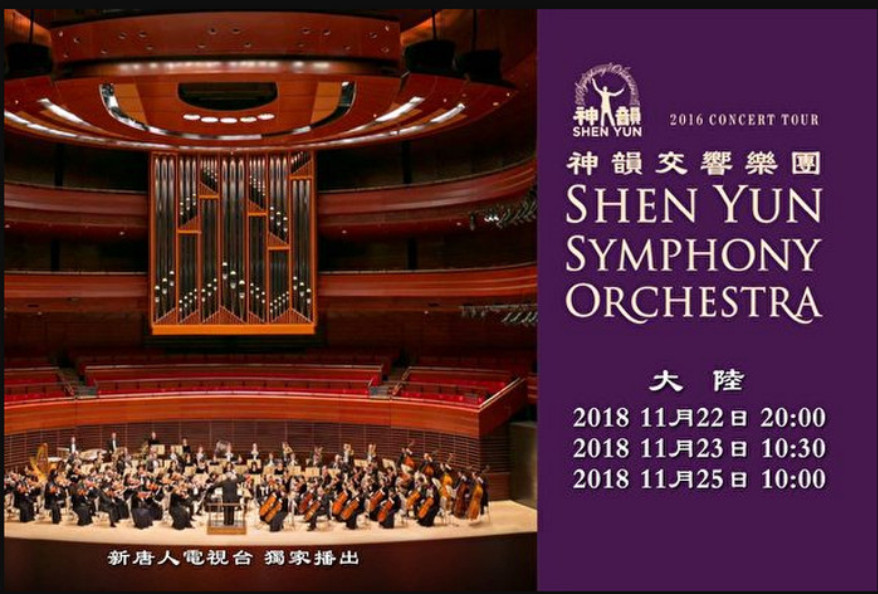 神韻
SHEN YUN
2016 CONCERT TOUR
神韻交響樂團
SHEN YUN
SYMPHONY
ORCHESTRA
大陸
2018 11月22日 20:00
2018 11月23日 10:30
2018 11月25日 10:00
新唐人電視台 獨家播出